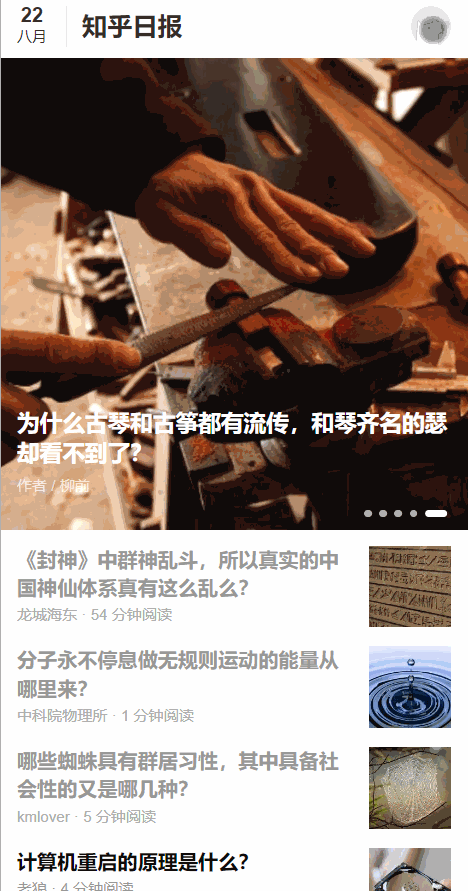 22
八月
知乎日报
为什么古琴和古筝都有流传，和琴齐名的瑟
却看不到了？
作者 / 柳前
《封神》中群神乱斗，所以真实的中
国神仙体系真有这么乱么？
龙城海东 · 54 分钟阅读
分子永不停息做无规则运动的能量从
哪里来？
中科院物理所 · 1 分钟阅读
哪些蜘蛛具有群居习性，其中具备社
会性的又是哪几种？
kmlover · 5 分钟阅读
计算机重启的原理是什么？
老狼 · 4 分钟阅读